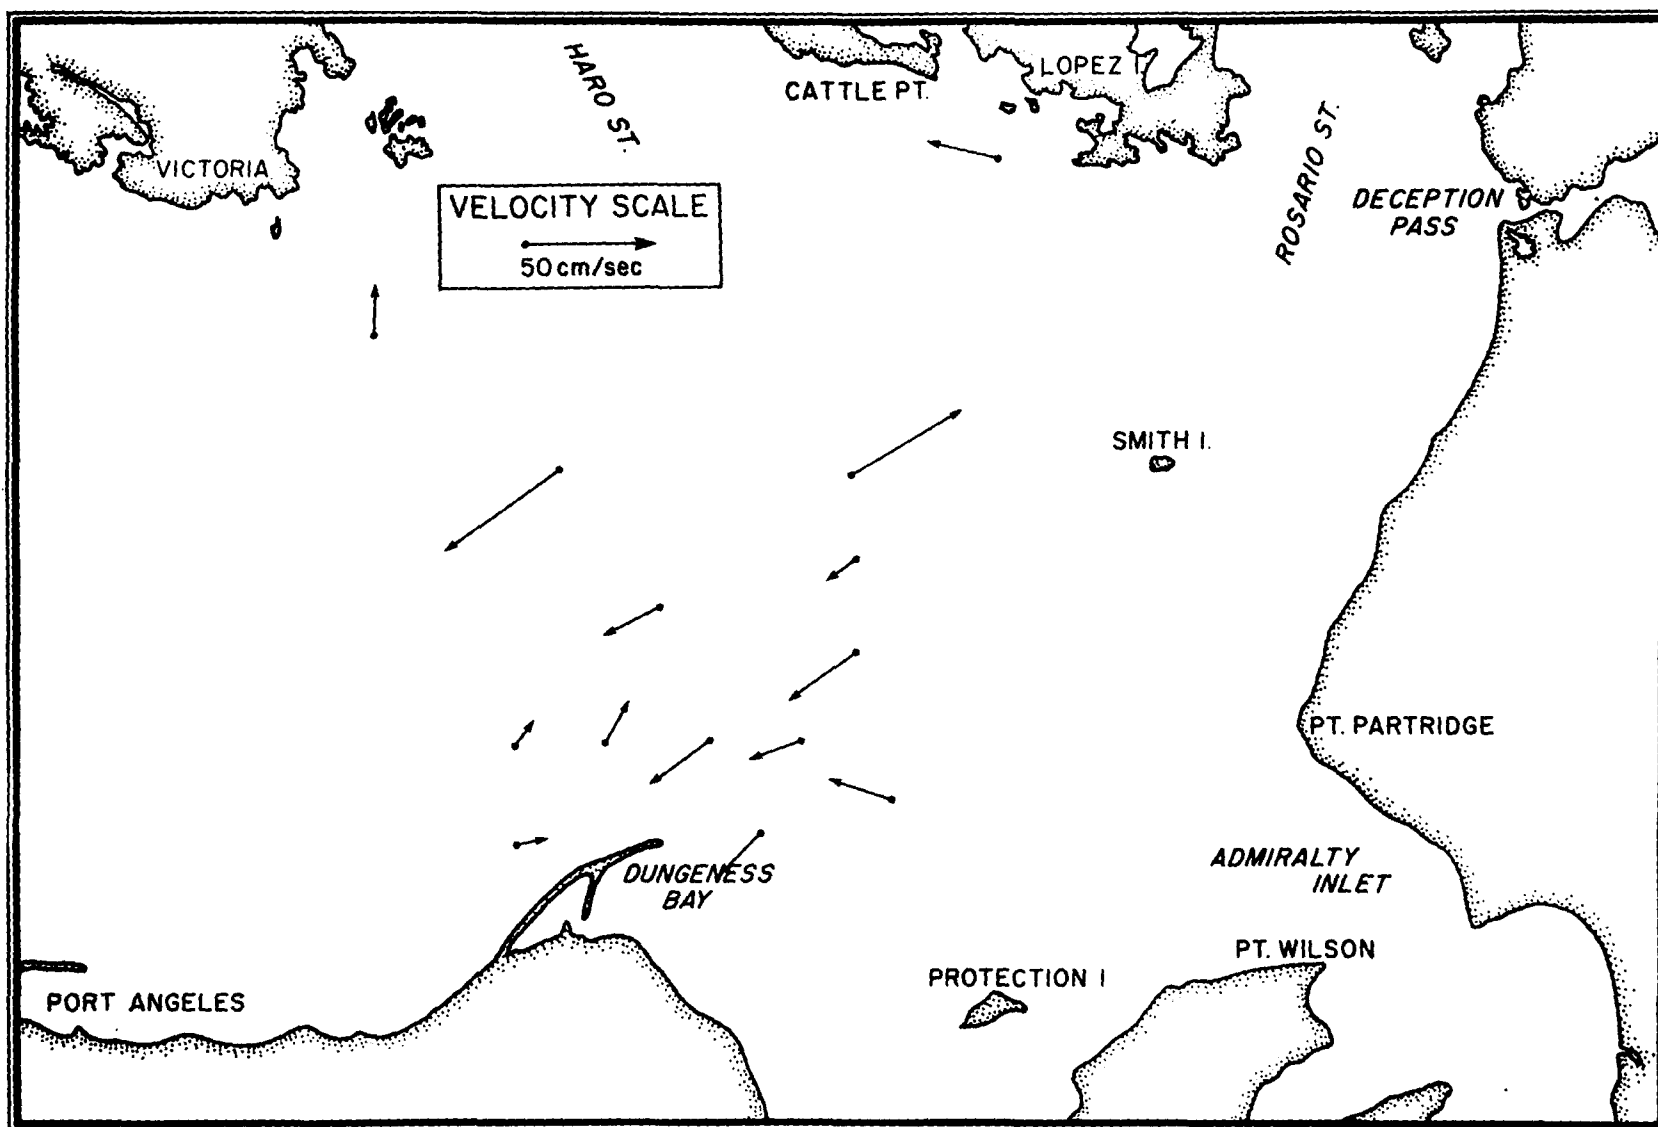 HARO ST.
CATTLE PT.
LOPEZ I.
VICTORIA
VELOCITY SCALE
50 cm/sec
ROSARIO ST.
DECEPTION
PASS
SMITH I.
PT. PARTRIDGE
DUNGENESS
BAY
ADMIRALTY
INLET
PT. WILSON
PROTECTION I
PORT ANGELES